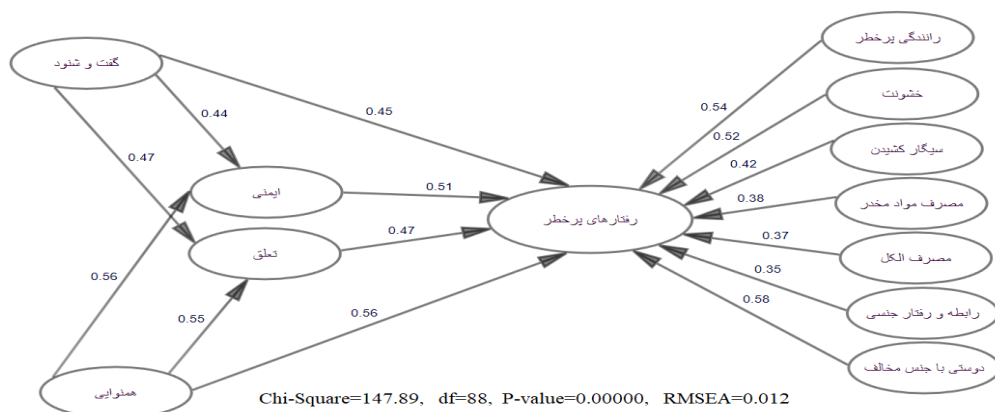 گفت و شنود
ایمنی
تعلق
همنوایی
رفتارهای پرخطر
رانندگی پرخطر
خشونت
سیگار کشیدن
مصرف مواد مخدر
مصرف الکل
رابطه و رفتار جنسی
دوستی با جنس مخالف
0.44
0.45
0.47
0.51
0.47
0.56
0.55
0.56
0.54
0.52
0.42
0.38
0.37
0.35
0.58
Chi-Square=147.89, df=88, P-value=0.00000, RMSEA=0.012